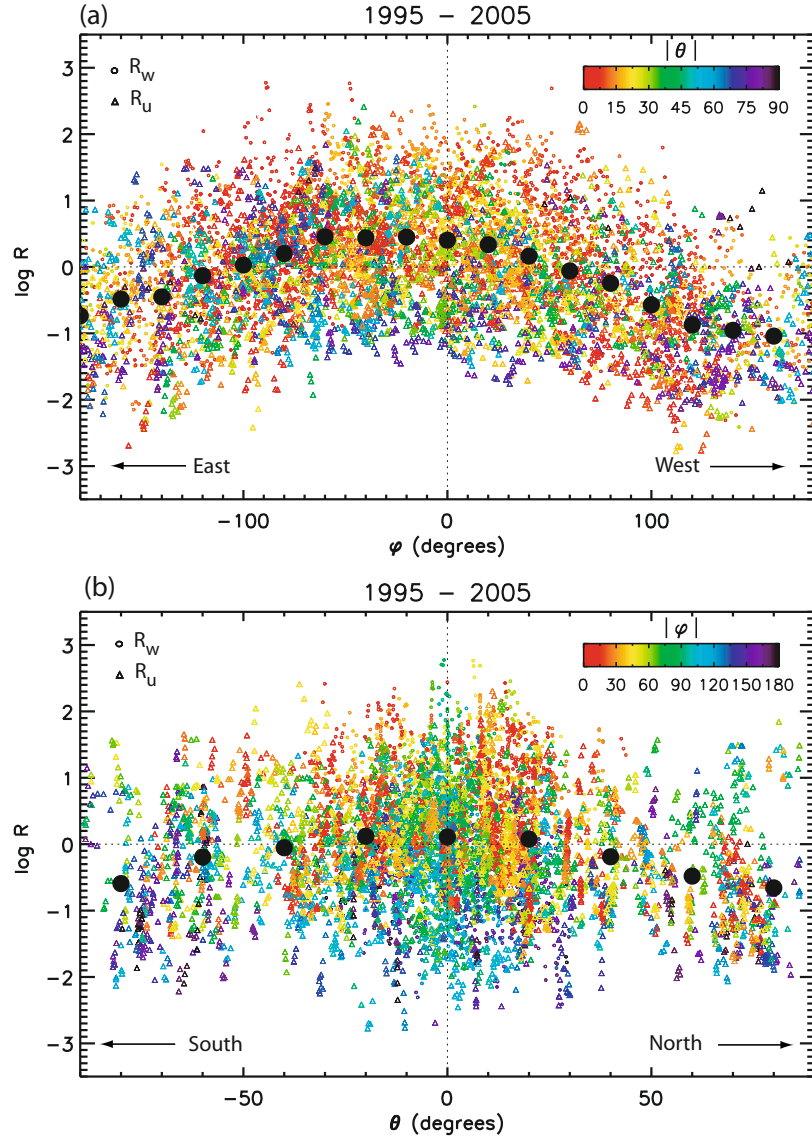 (a)
1995 – 2005
R_w
R_u
|θ|
0 15 30 45 60 75 90
3
2
1
0
−1
−2
−3
log R
East
West
−100 0 100
φ (degrees)
(b)
1995 – 2005
R_w
R_u
|φ|
0 30 60 90 120 150 180
3
2
1
0
−1
−2
−3
log R
South
North
−50 0 50
θ (degrees)